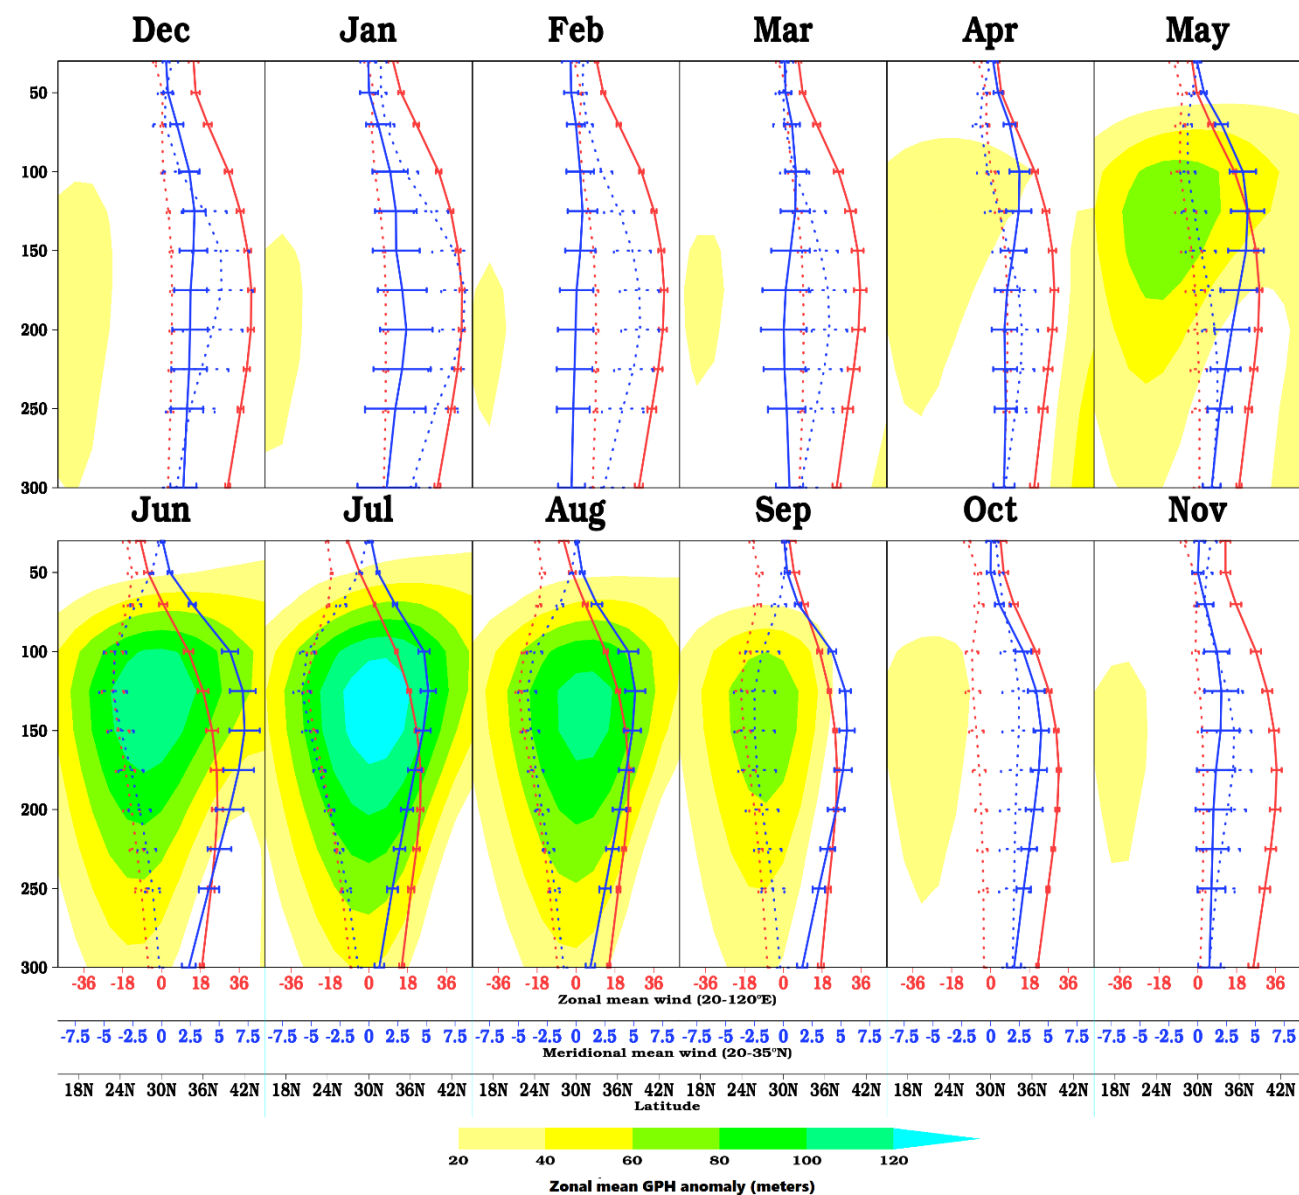 Dec Jan Feb Mar Apr May
50
100
150
200
250
300
Jun Jul Aug Sep Oct Nov
50
100
150
200
250
300
-36 -18 0 18 36 -36 -18 0 18 36 -36 -18 0 18 36 -36 -18 0 18 36 -36 -18 0 18 36 -36 -18 0 18 36
Zonal mean wind (20-120°E)
-7.5 -5 -2.5 0 2.5 5 7.5 -7.5 -5 -2.5 0 2.5 5 7.5 -7.5 -5 -2.5 0 2.5 5 7.5 -7.5 -5 -2.5 0 2.5 5 7.5 -7.5 -5 -2.5 0 2.5 5 7.5 -7.5 -5 -2.5 0 2.5 5 7.5
Meridional mean wind (20-35°N)
18N 24N 30N 36N 42N 18N 24N 30N 36N 42N 18N 24N 30N 36N 42N 18N 24N 30N 36N 42N 18N 24N 30N 36N 42N 18N 24N 30N 36N 42N
Latitude
20 40 60 80 100 120
Zonal mean GPH anomaly (meters)